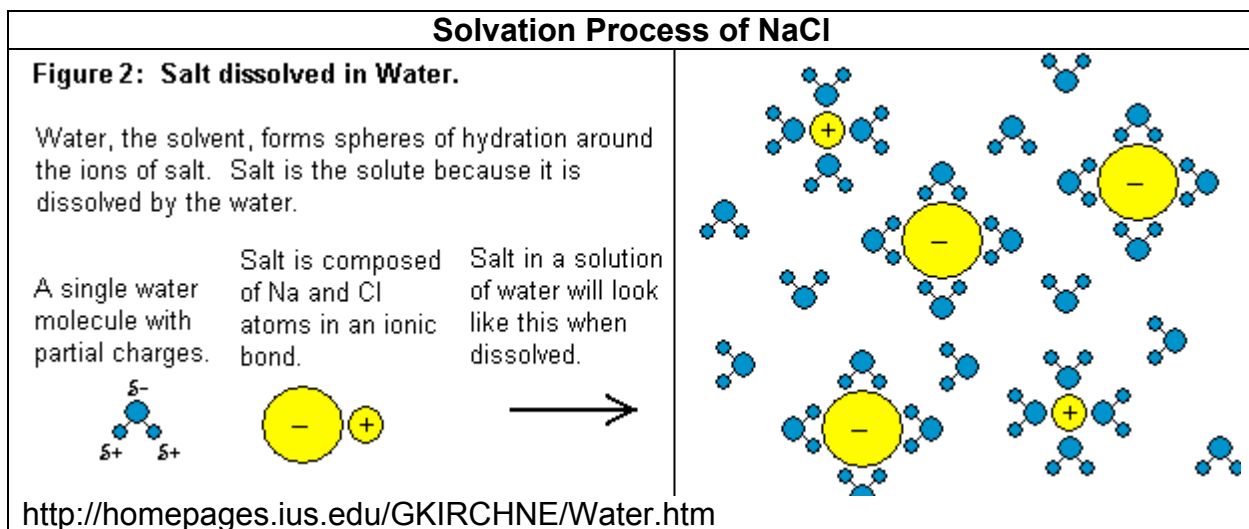 Solvation Process of NaCl
Figure 2: Salt dissolved in Water.
Water, the solvent, forms spheres of hydration around
the ions of salt. Salt is the solute because it is
dissolved by the water.
A single water
molecule with
partial charges.
Salt is composed
of Na and Cl
atoms in an ionic
bond.
Salt in a solution
of water will look
like this when
dissolved.
δ-
δ+ δ+
− +
+
−
−
−
+
http://homepages.ius.edu/GKIRCHNE/Water.htm